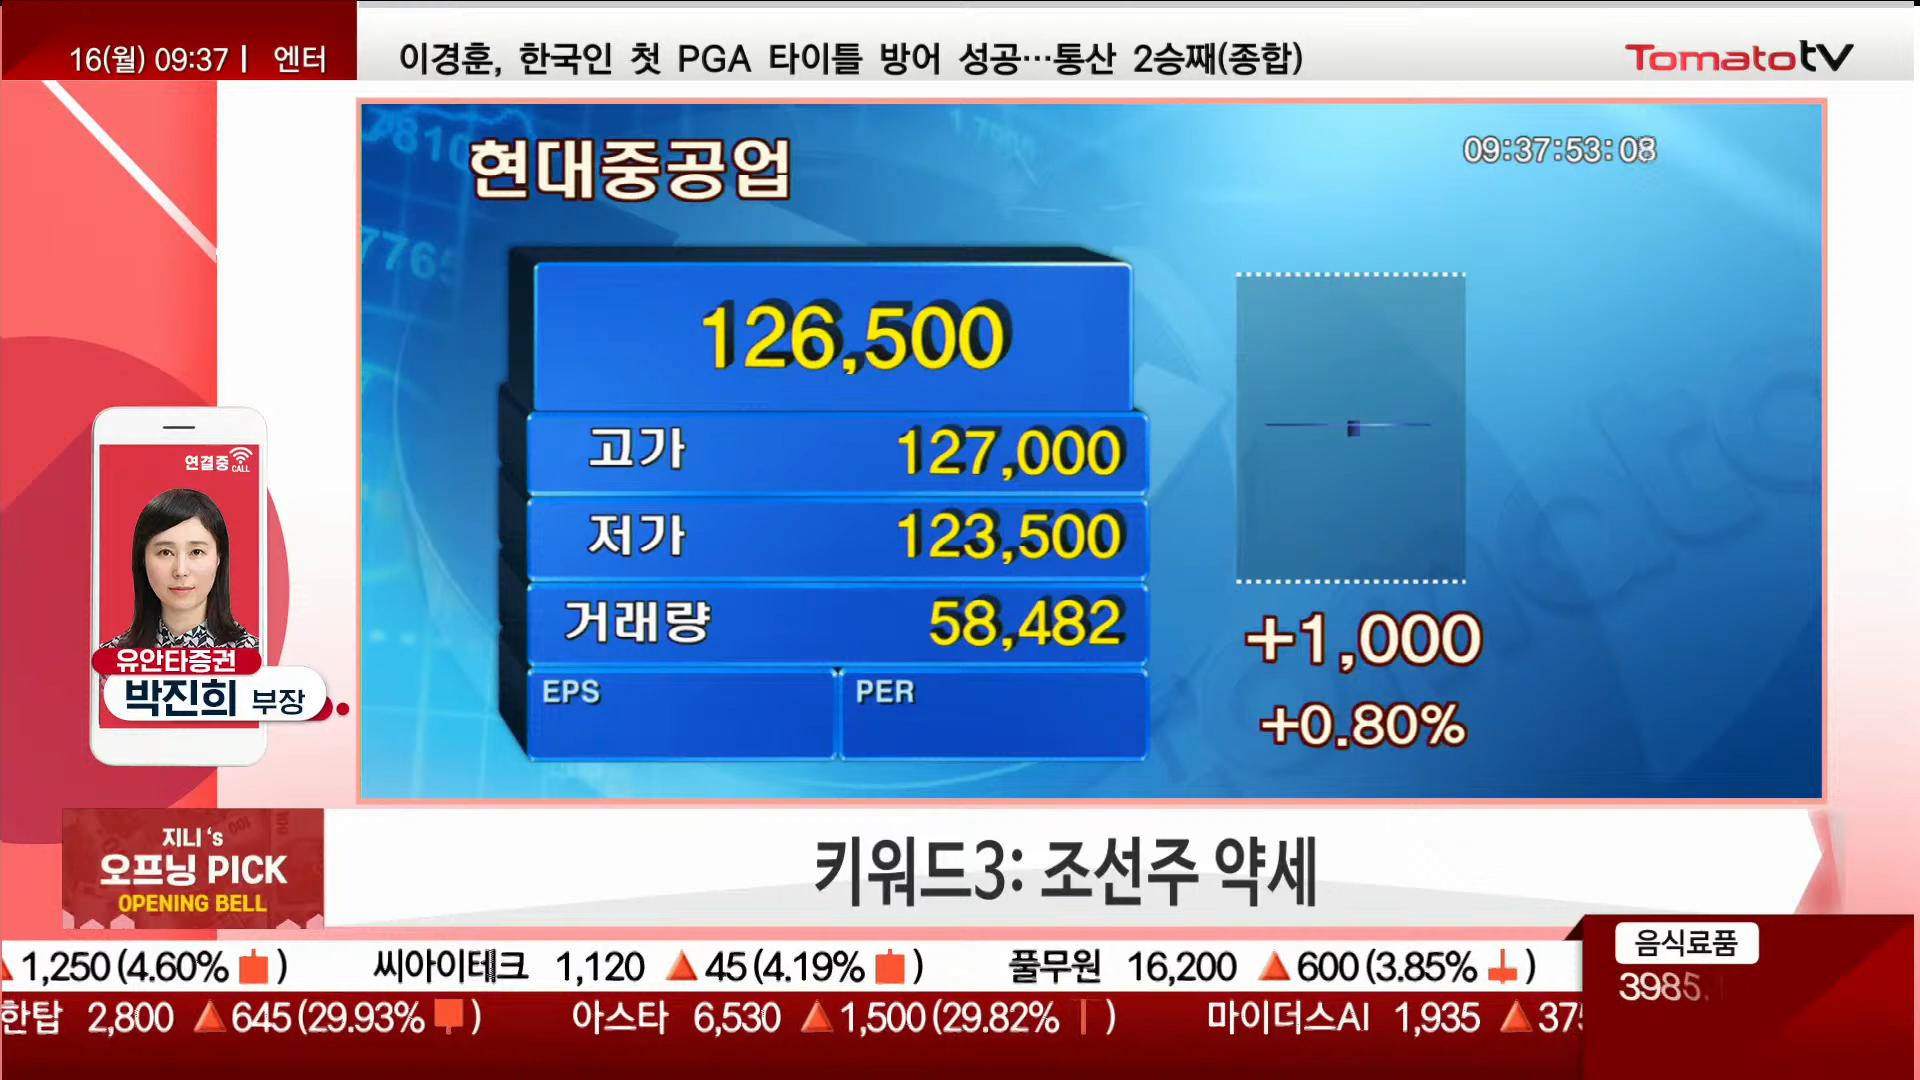 16(월) 09:37 | 엔터
이경훈, 한국인 첫 PGA 타이틀 방어 성공…통산 2승째(종합)
Tomatotv
현대중공업
09:37:53:08
126,500
고가 127,000
저가 123,500
거래량 58,482
EPS PER
+1,000
+0.80%
연결중
CALL
유안타증권
박진희 부장
지니 's
오프닝 PICK
OPENING BELL
키워드3: 조선주 약세
▲1,250 (4.60% ) 씨아이테크 1,120 ▲45 (4.19% ) 풀무원 16,200 ▲600 (3.85% )
한탑 2,800 ▲645 (29.93% ) 아스타 6,530 ▲1,500 (29.82% ) 마이더스AI 1,935 ▲375
음식료품
3985.